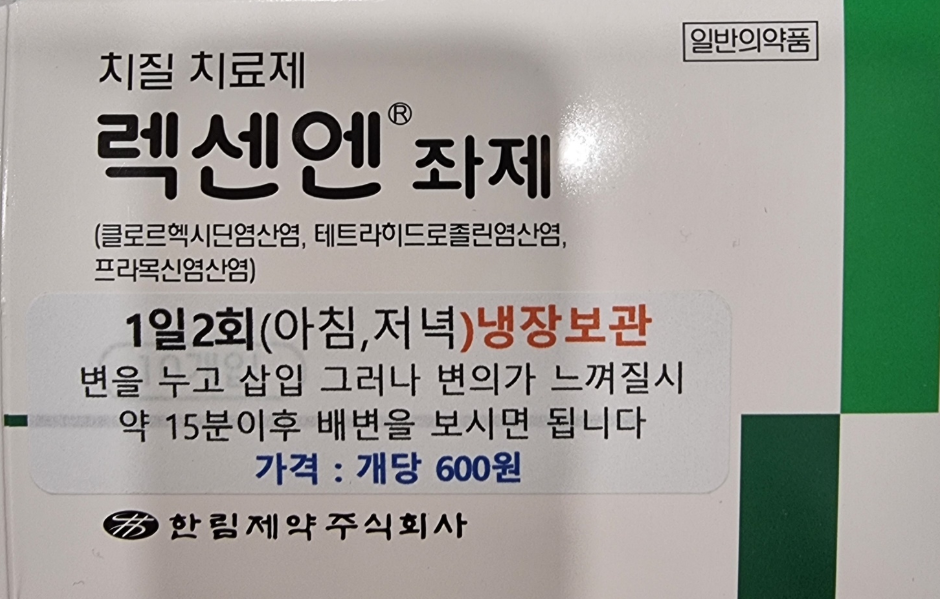 일반의약품
치질 치료제
렉센엔® 좌제
(클로르헥시딘염산염, 테트라히드로졸린염산염,
프라목신염산염)
1일2회(아침,저녁)냉장보관
변을 누고 삽입 그러나 변의가 느껴질시
약 15분이후 배변을 보시면 됩니다
가격 : 개당 600원
한림제약주식회사